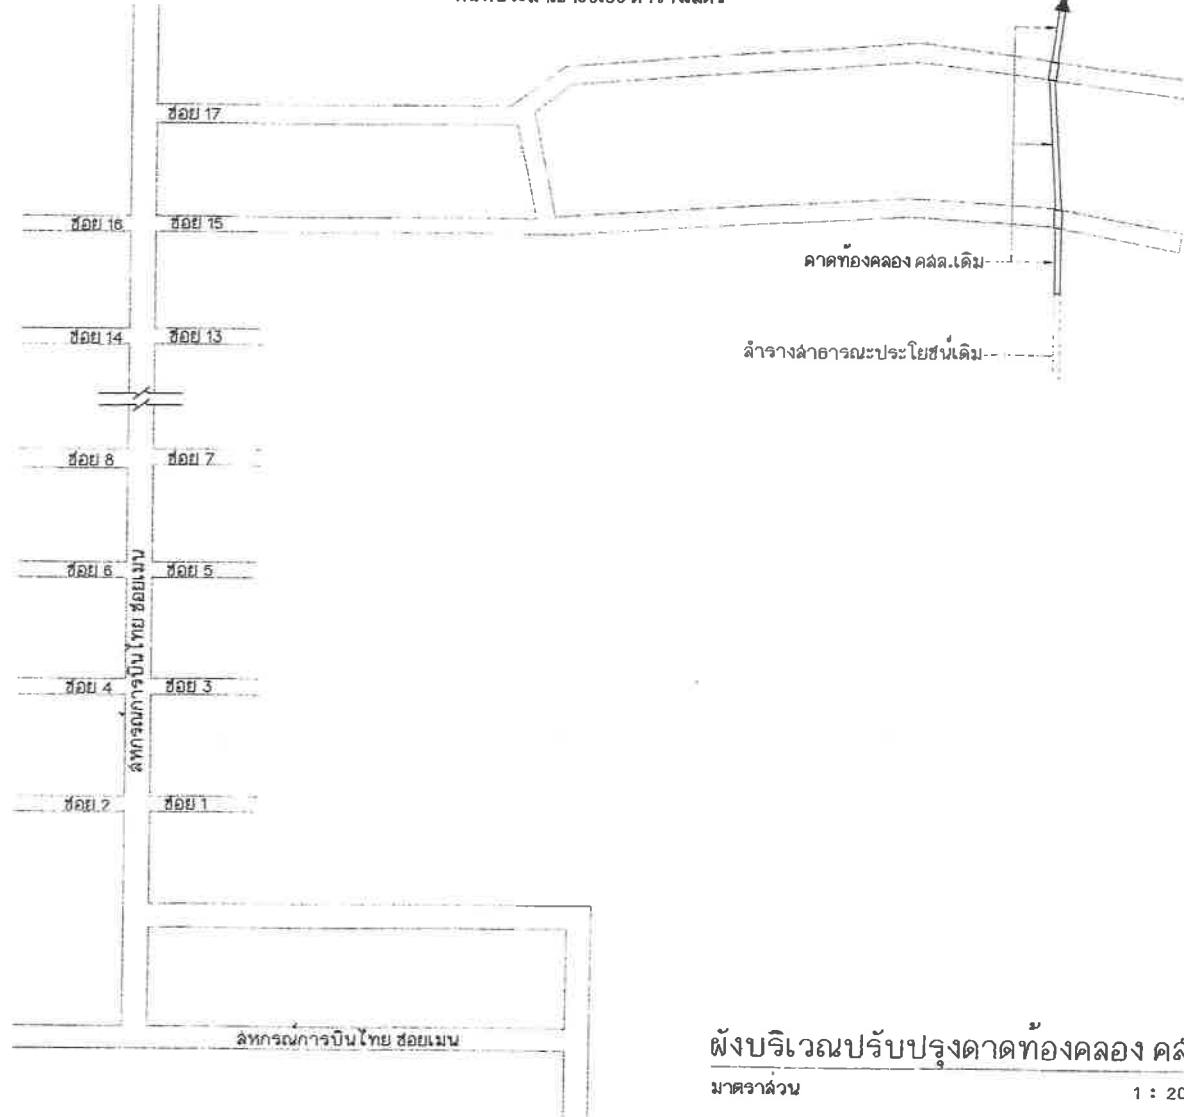 ซอย 17
ซอย 16
ซอย 15
ดาดท้องคลอง คสล.เดิม
ซอย 14
ซอย 13
ลำรางสาธารณะประโยชน์เดิม
ซอย 8
ซอย 7
ซอย 6
ซอย 5
สหกรณ์การบินไทย ซอยเมน
ซอย 4
ซอย 3
ซอย 2
ซอย 1
สหกรณ์การบินไทย ซอยเมน
ผังบริเวณปรับปรุงดาดท้องคลอง
มาตราส่วน 1 : 20